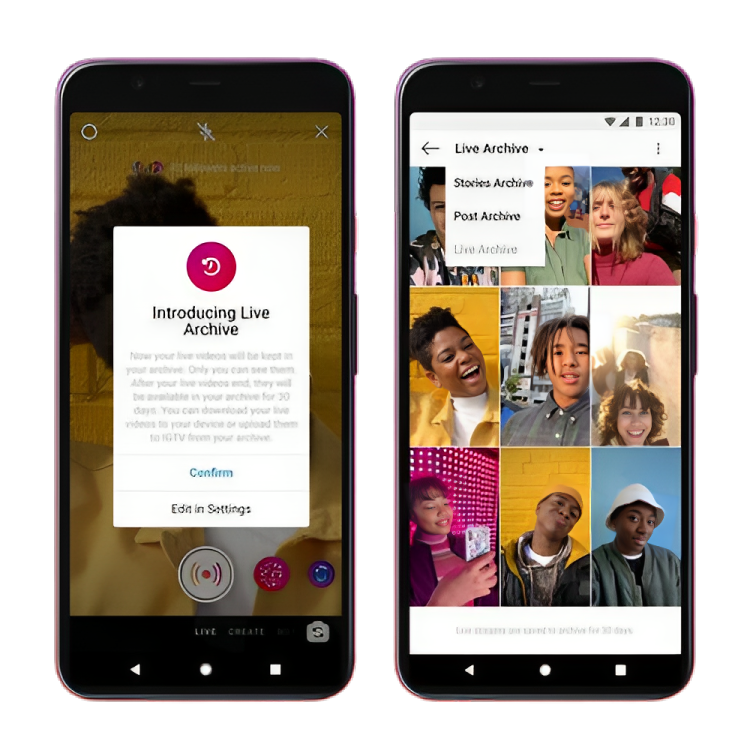 followers active now
Introducing Live
Archive
Now your live videos will be kept in
your archive. Only you can see them.
After your live videos end, they will
be available in your archive for 30
days. You can download your live
videos to your device or upload them
to IGTV from your archive.
Confirm
Edit in Settings
LIVE CREATE
12:30
Live Archive
Stories Archive
Post Archive
Live Archive
Live streams are saved to archive for 30 days.